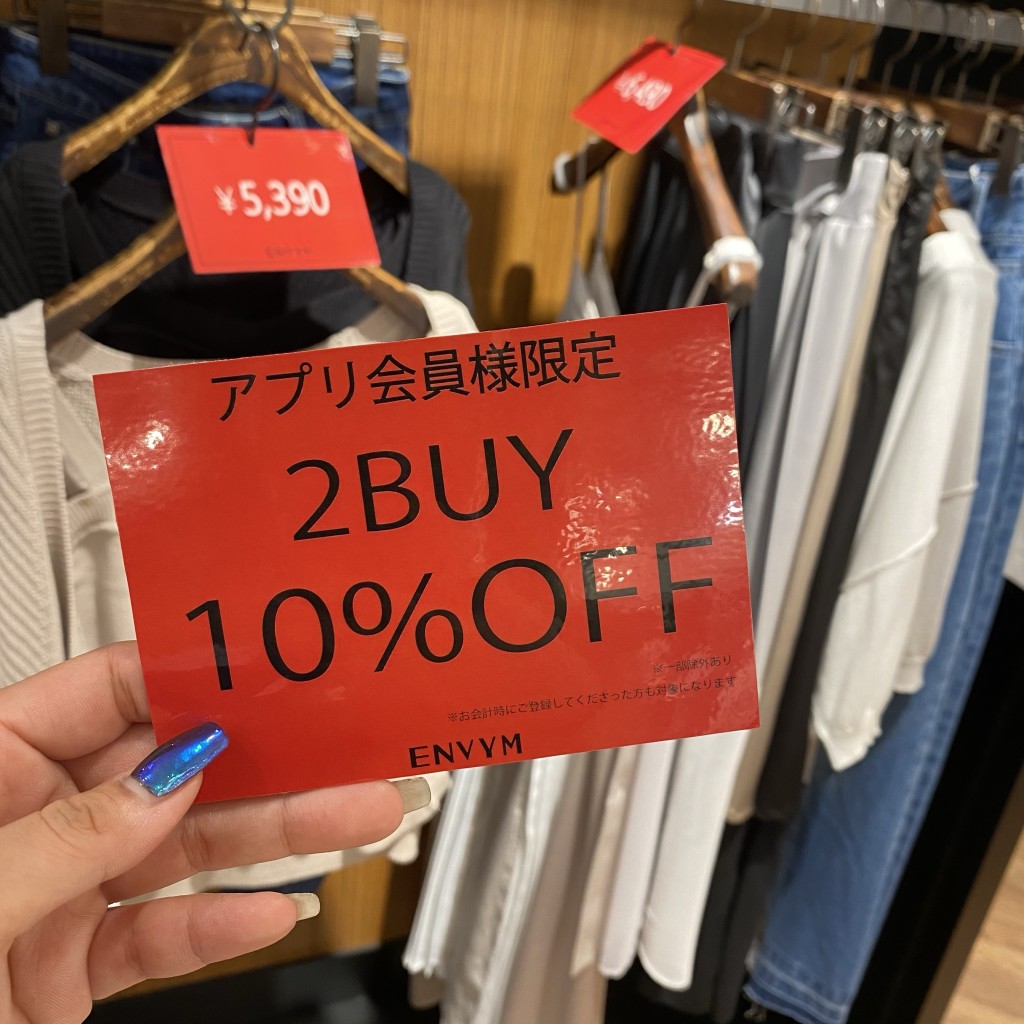 ¥5,390
ENVYM
アプリ会員様限定
2BUY
10%OFF
※一部除外あり
※お会計時にご登録してくださった方も対象になります
ENVYM